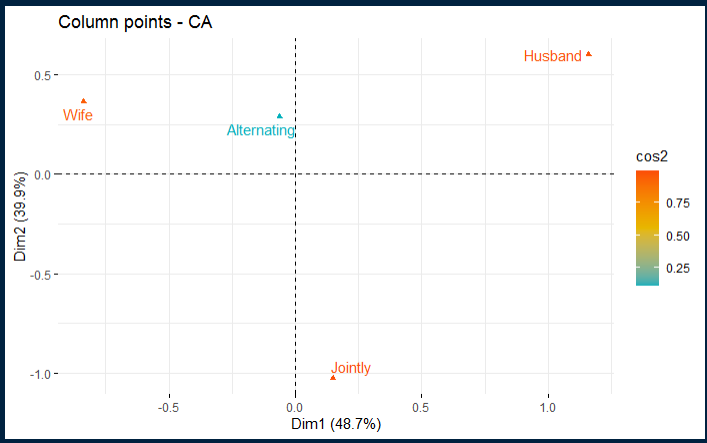 Column points - CA
Husband
0.5
Wife
Alternating
cos2
0.75
0.50
0.25
0.0
Dim2 (39.9%)
-0.5
Jointly
-1.0
-0.5
0.0
0.5
1.0
Dim1 (48.7%)